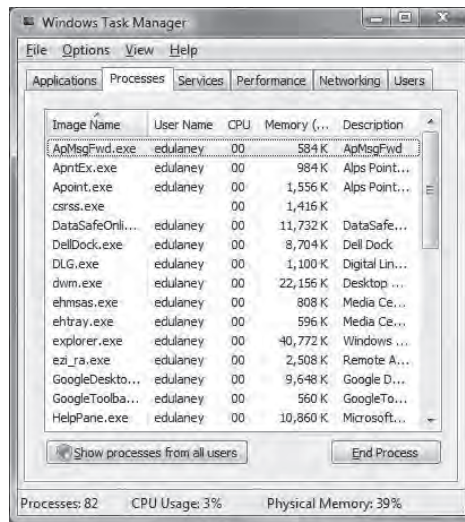 Windows Task Manager
File Options View Help
Applications Processes Services Performance Networking Users
Image Name User Name CPU Memory (... Description
ApMsgFwd.exe edulaney 00 584 K ApMsgFwd
ApntEx.exe edulaney 00 984 K Alps Point...
Apoint.exe edulaney 00 1,556 K Alps Point...
csrss.exe 00 1,416 K
DataSafeOnli... edulaney 00 11,732 K DataSafe...
DellDock.exe edulaney 00 8,704 K Dell Dock
DLG.exe edulaney 00 1,100 K Digital Lin...
dwm.exe edulaney 00 22,156 K Desktop ...
ehmsas.exe edulaney 00 808 K Media Ce...
ehtray.exe edulaney 00 596 K Media Ce...
explorer.exe edulaney 00 40,772 K Windows ...
ezi_ra.exe edulaney 00 2,508 K Remote A...
GoogleDeskto... edulaney 00 9,648 K Google D...
GoogleToolba... edulaney 00 560 K GoogleTo...
HelpPane.exe edulaney 00 10,860 K Microsoft...
Show processes from all users End Process
Processes: 82 CPU Usage: 3% Physical Memory: 39%